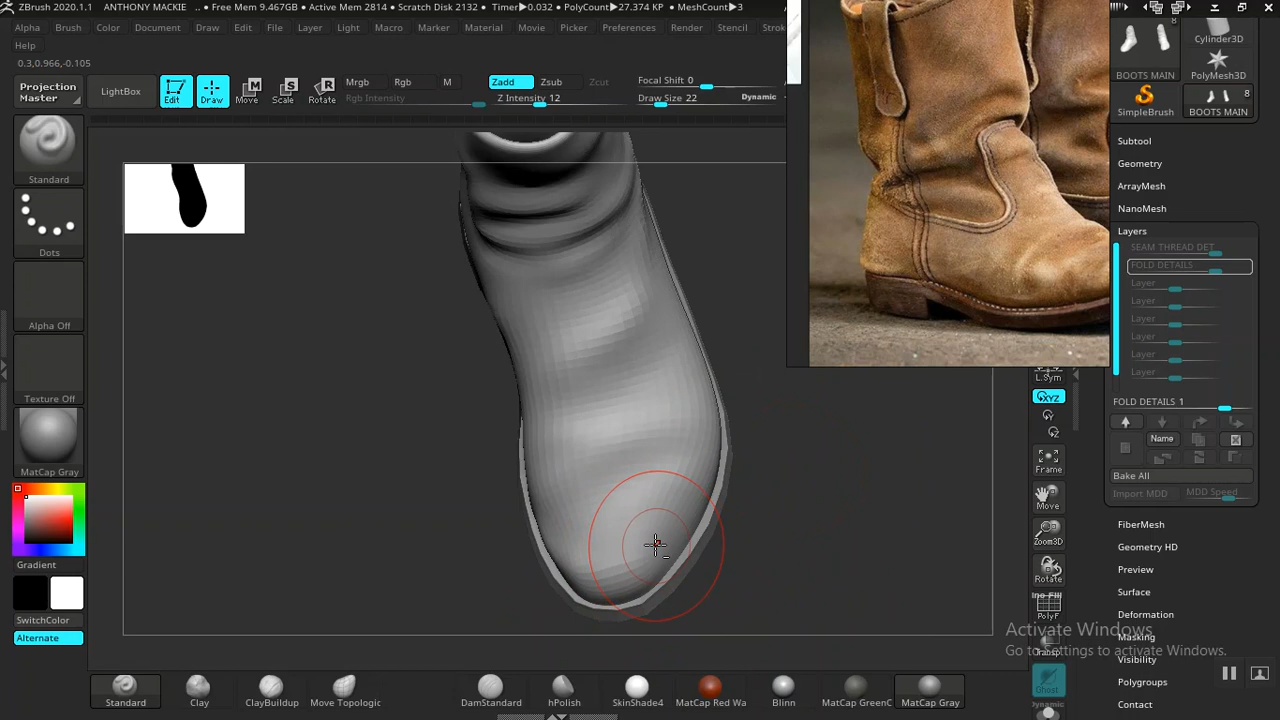 ZBrush 2020.1.1 ANTHONY MACKIE .. ● Free Mem 9.467GB ● Active Mem 2814 ● Scratch Disk 2132 ● Timer▶0.032 ● PolyCount▶27.374 KP ● MeshCount▶3
Alpha Brush Color Document Draw Edit File Layer Light Macro Marker Material Movie Picker Preferences Render Stencil Strok
Help
0.3,0.966,-0.105
Projection Master
LightBox
Edit Draw Move Scale Rotate
Mrgb Rgb M
Rgb Intensity
Zadd Zsub Zcut
Z Intensity 12
Focal Shift 0
Draw Size 22 Dynamic
Standard
Dots
Alpha Off
Texture Off
MatCap Gray
Gradient
SwitchColor
Alternate
8
Cylinder3D
BOOTS MAIN
PolyMesh3D
SimpleBrush
8
BOOTS MAIN
Subtool
Geometry
ArrayMesh
NanoMesh
Layers
SEAM THREAD DET
FOLD DETAILS
Layer
Layer
Layer
Layer
Layer
Layer
FOLD DETAILS 1
Name
Bake All
Import MDD MDD Speed
FiberMesh
Geometry HD
Preview
Surface
Deformation
Masking
Visibility
Polygroups
Contact
L.Sym
XYZ
Y
Z
Frame
Move
Zoom3D
Rotate
PolyF
Transp
Ghost
Dynamic
Activate Windows
Go to Settings to activate Windows.
Standard Clay ClayBuildup Move Topologic DamStandard hPolish SkinShade4 MatCap Red Wa Blinn MatCap GreenC MatCap Gray